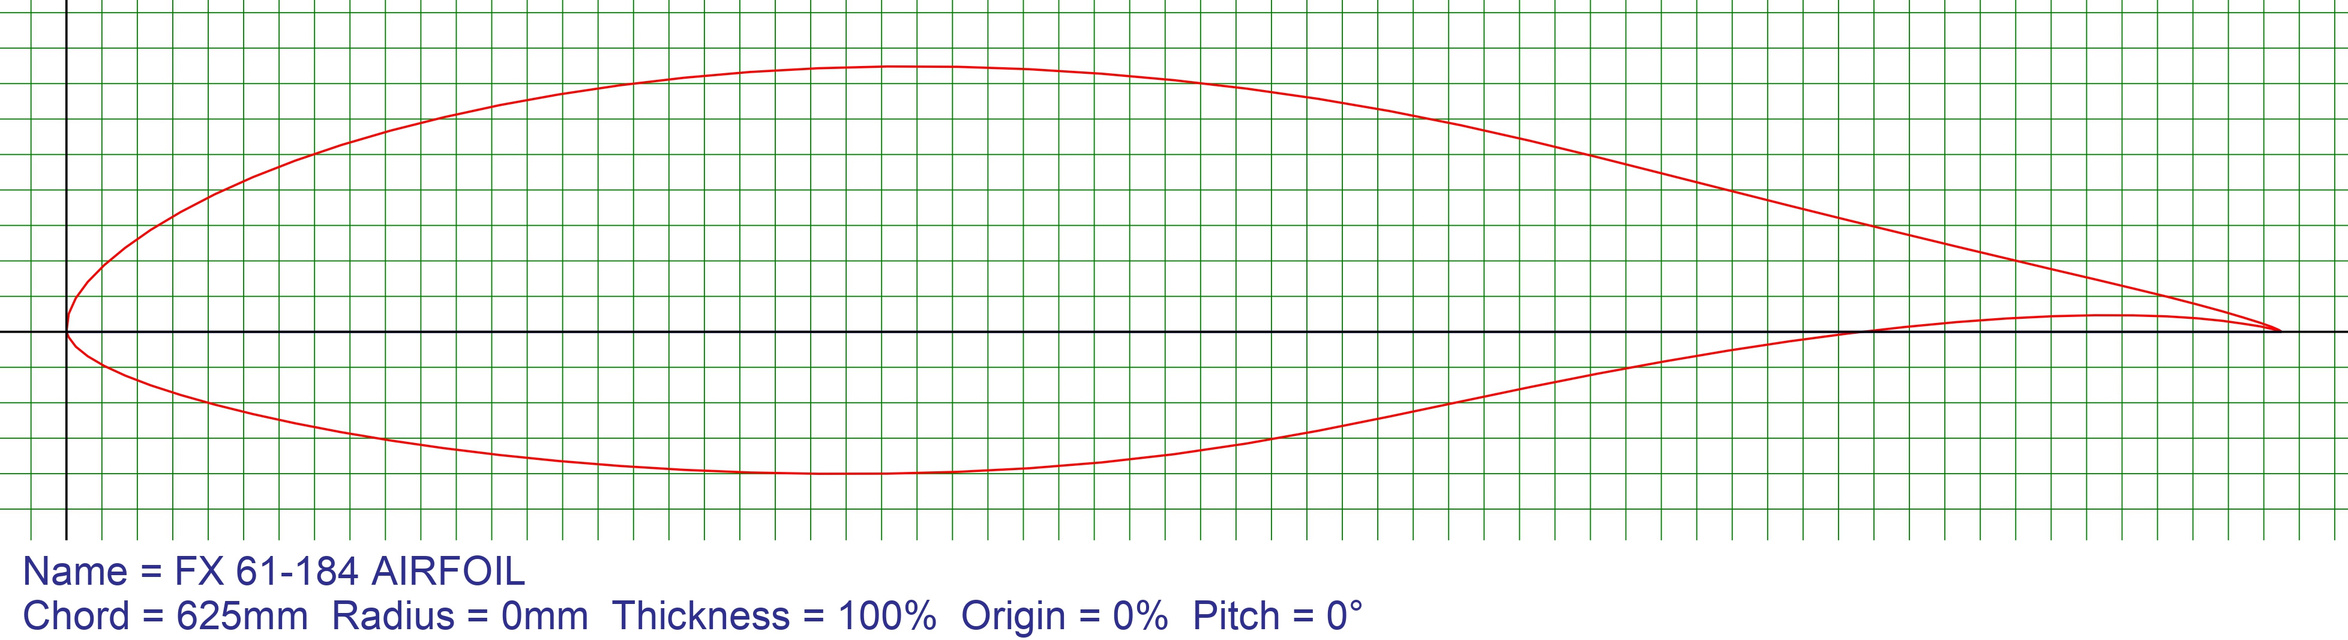 Name = FX 61-184 AIRFOIL
Chord = 625mm  Radius = 0mm  Thickness = 100%  Origin = 0%  Pitch = 0°